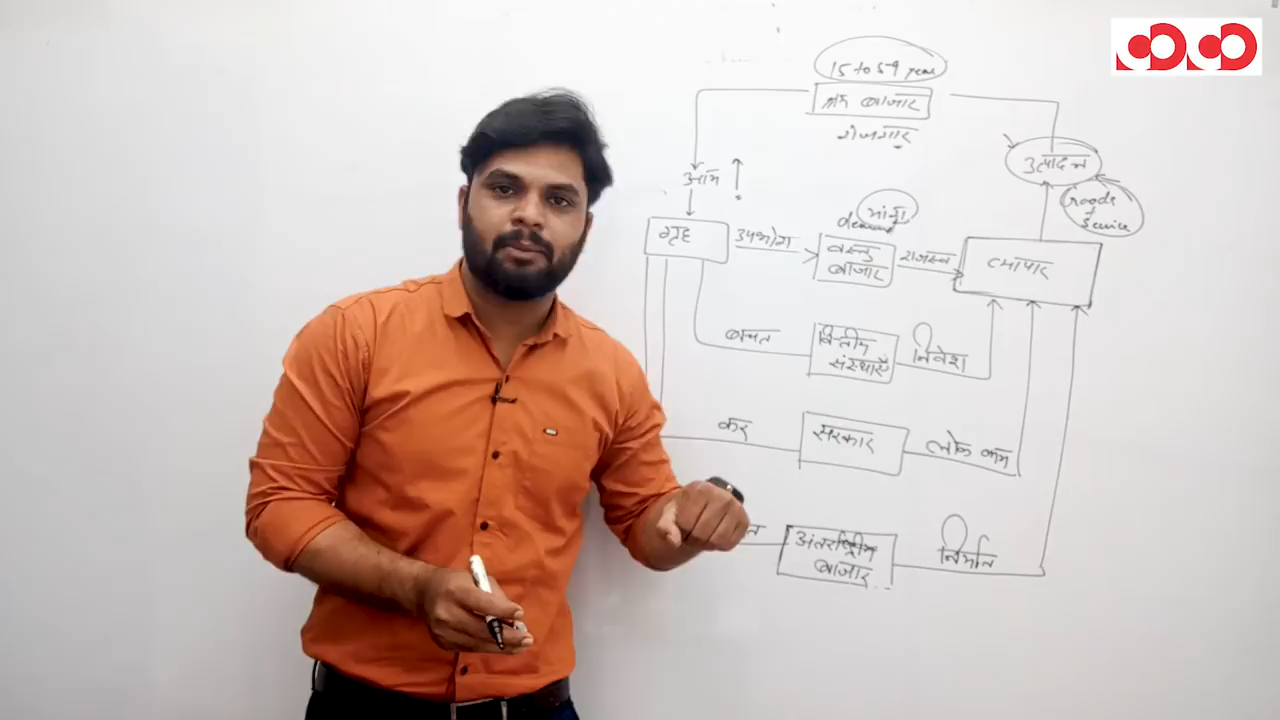 15 to 59 year
श्रम बाजार
रोजगार
उत्पादन
Goods & Service
आय
गृह
उपभोग
मांग
demand
वस्तु
बाजार
राजस्व
व्यापार
बचत
वित्तीय
संस्थाएँ
निवेश
कर
सरकार
लोक व्यय
अंतर्राष्ट्रीय
बाजार
निर्यात